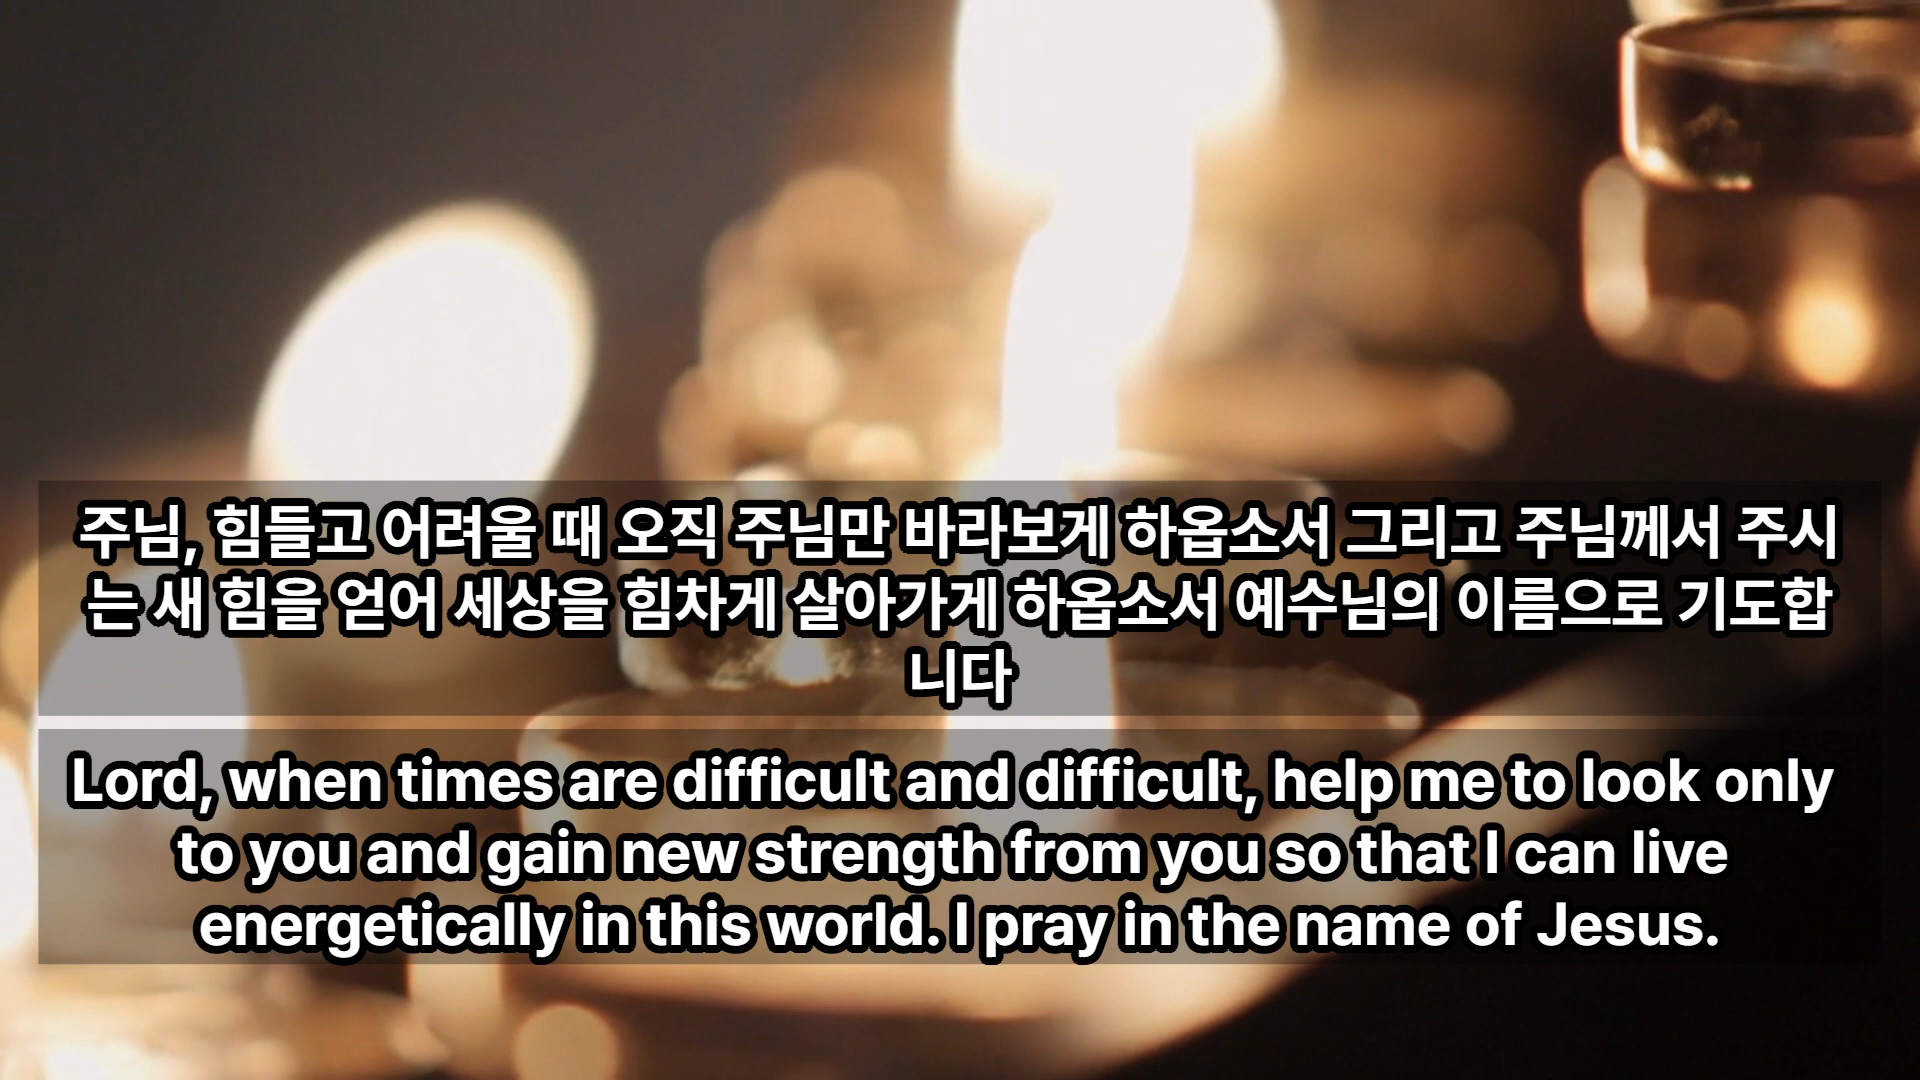 주님, 힘들고 어려울 때 오직 주님만 바라보게 하옵소서 그리고 주님께서 주시
는 새 힘을 얻어 세상을 힘차게 살아가게 하옵소서 예수님의 이름으로 기도합
니다
Lord, when times are difficult and difficult, help me to look only
to you and gain new strength from you so that I can live
energetically in this world. I pray in the name of Jesus.